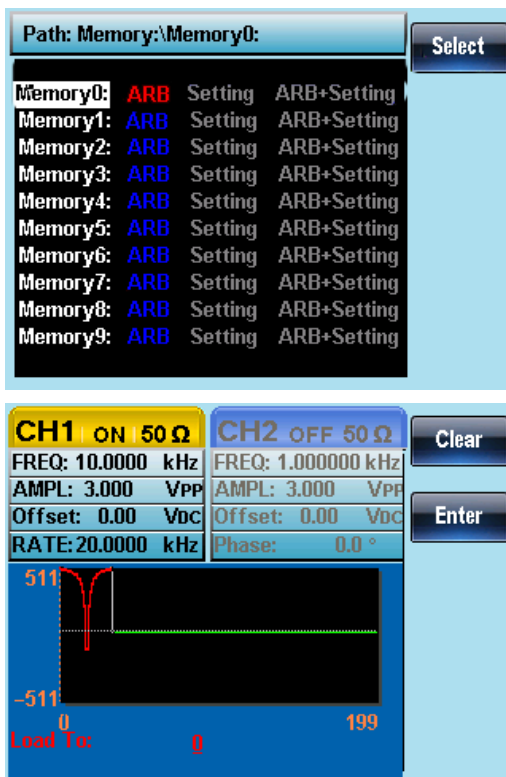 Path: Memory:\Memory0:
Select
Memory0: ARB Setting ARB+Setting
Memory1: ARB Setting ARB+Setting
Memory2: ARB Setting ARB+Setting
Memory3: ARB Setting ARB+Setting
Memory4: ARB Setting ARB+Setting
Memory5: ARB Setting ARB+Setting
Memory6: ARB Setting ARB+Setting
Memory7: ARB Setting ARB+Setting
Memory8: ARB Setting ARB+Setting
Memory9: ARB Setting ARB+Setting
CH1 ON 50 Ω CH2 OFF 50 Ω
Clear
FREQ: 10.0000 kHz FREQ: 1.000000 kHz
AMPL: 3.000 VPP AMPL: 3.000 VPP
Offset: 0.00 VDC Offset: 0.00 VDC
Enter
RATE: 20.0000 kHz Phase: 0.0 °
511
-511
0 199
Load To: 0